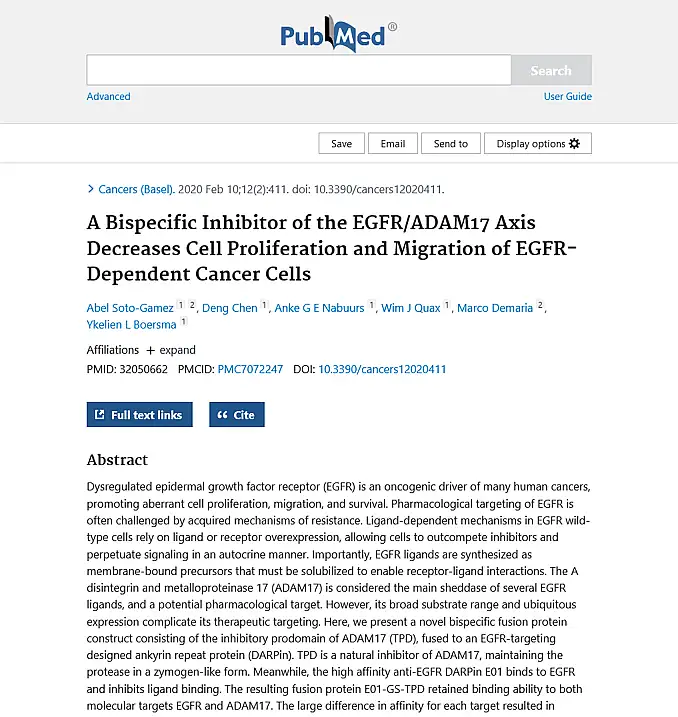 PubMed®
Search
Advanced
User Guide
Save
Email
Send to
Display options
Cancers (Basel). 2020 Feb 10;12(2):411. doi: 10.3390/cancers12020411.
A Bispecific Inhibitor of the EGFR/ADAM17 Axis
Decreases Cell Proliferation and Migration of EGFR-
Dependent Cancer Cells
Abel Soto-Gamez 1 2, Deng Chen 1, Anke G E Nabuurs 1, Wim J Quax 1, Marco Demaria 2,
Ykelien L Boersma 1
Affiliations + expand
PMID: 32050662 PMCID: PMC7072247 DOI: 10.3390/cancers12020411
Full text links
Cite
Abstract
Dysregulated epidermal growth factor receptor (EGFR) is an oncogenic driver of many human cancers,
promoting aberrant cell proliferation, migration, and survival. Pharmacological targeting of EGFR is
often challenged by acquired mechanisms of resistance. Ligand-dependent mechanisms in EGFR wild-
type cells rely on ligand or receptor overexpression, allowing cells to outcompete inhibitors and
perpetuate signaling in an autocrine manner. Importantly, EGFR ligands are synthesized as
membrane-bound precursors that must be solubilized to enable receptor-ligand interactions. The A
disintegrin and metalloproteinase 17 (ADAM17) is considered the main sheddase of several EGFR
ligands, and a potential pharmacological target. However, its broad substrate range and ubiquitous
expression complicate its therapeutic targeting. Here, we present a novel bispecific fusion protein
construct consisting of the inhibitory prodomain of ADAM17 (TPD), fused to an EGFR-targeting
designed ankyrin repeat protein (DARPin). TPD is a natural inhibitor of ADAM17, maintaining the
protease in a zymogen-like form. Meanwhile, the high affinity anti-EGFR DARPin E01 binds to EGFR
and inhibits ligand binding. The resulting fusion protein E01-GS-TPD retained binding ability to both
molecular targets EGFR and ADAM17. The large difference in affinity for each target resulted in